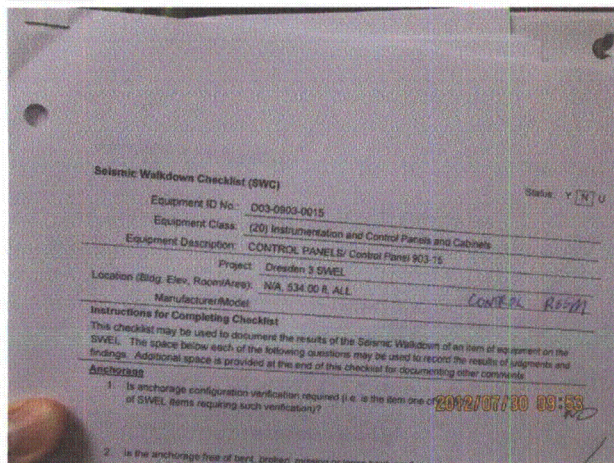 Seismic Walkdown Checklist (SWC)
Status: Y [N] U
Equipment ID No.: D03-0903-0015
Equipment Class: (20) Instrumentation and Control Panels and Cabinets
Equipment Description: CONTROL PANELS/ Control Panel 903-15
Project: Dresden 3 SWEL
Location (Bldg, Elev, Room/Area): N/A, 534.00 ft, ALL
CONTROL ROOM
Manufacturer/Model:
Instructions for Completing Checklist
This checklist may be used to document the results of the Seismic Walkdown of an item of equipment on the
SWEL. The space below each of the following questions may be used to record the results of judgments and
findings. Additional space is provided at the end of this checklist for documenting other comments.
Anchorage
1. Is anchorage configuration verification required (i.e. is the item one of
of SWEL items requiring such verification)?
2012/07/30 09:53
NO
2. Is the anchorage free of bent, broken, missing or